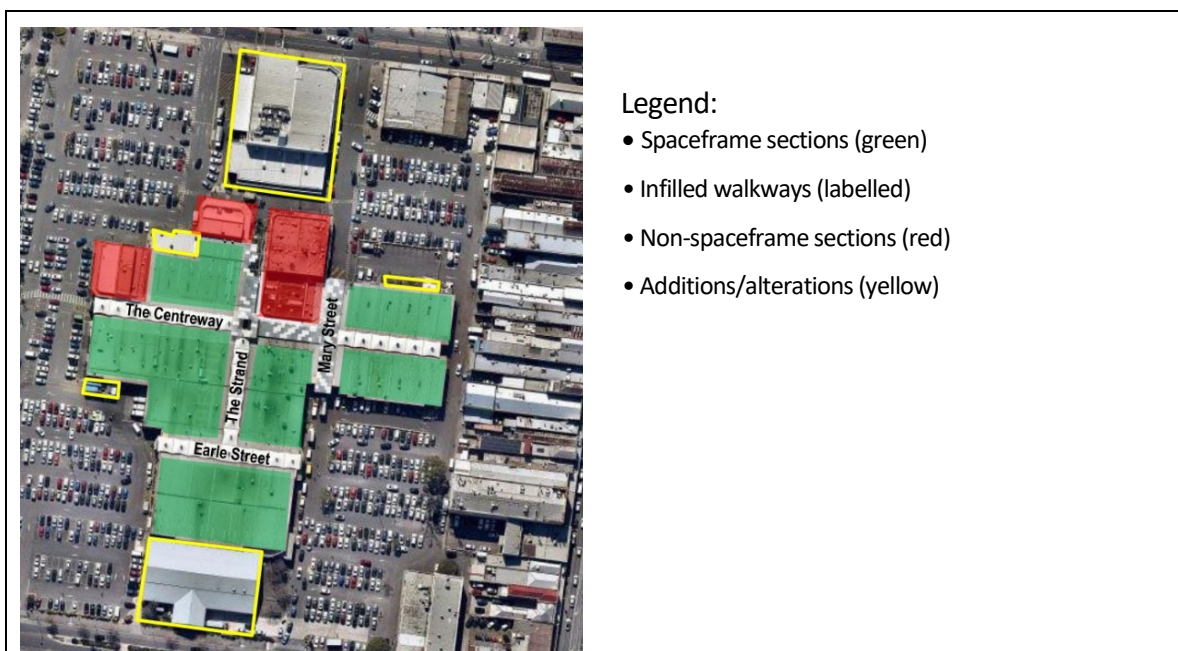 The Centreway
The Strand
Mary Street
Earle Street
Legend:
• Spaceframe sections (green)
• Infilled walkways (labelled)
• Non-spaceframe sections (red)
• Additions/alterations (yellow)